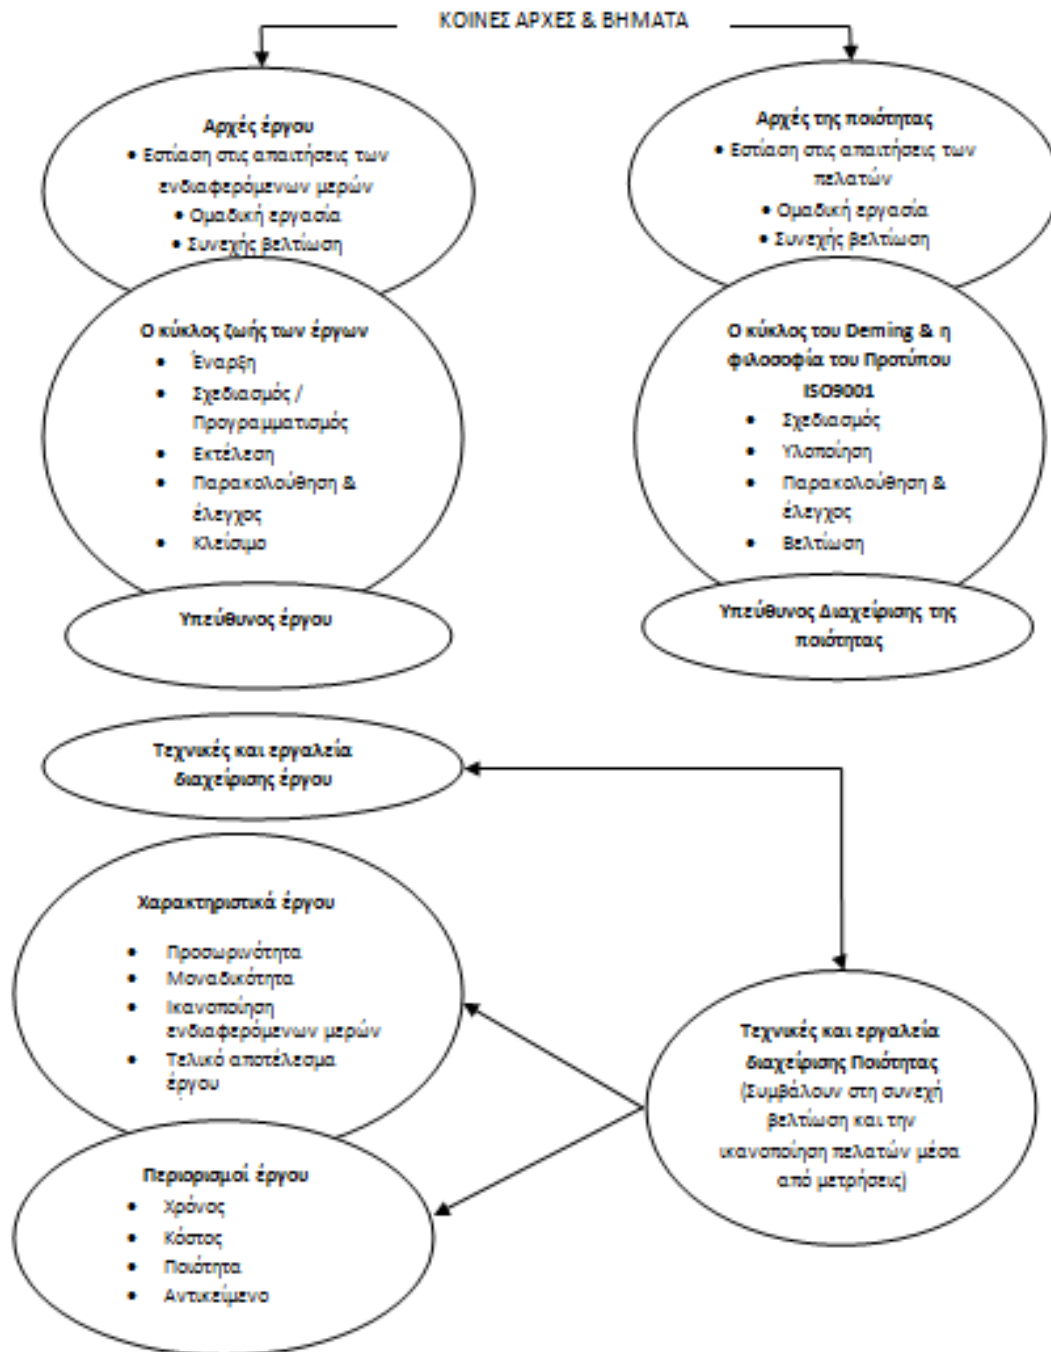 ΚΟΙΝΕΣ ΑΡΧΕΣ & ΒΗΜΑΤΑ
Αρχές έργου
• Εστίαση στις απαιτήσεις των
ενδιαφερόμενων μερών
• Ομαδική εργασία
• Συνεχής βελτίωση
Αρχές της ποιότητας
• Εστίαση στις απαιτήσεις των
πελατών
• Ομαδική εργασία
• Συνεχής βελτίωση
Ο κύκλος ζωής των έργων
• Έναρξη
• Σχεδιασμός /
Προγραμματισμός
• Εκτέλεση
• Παρακολούθηση &
έλεγχος
• Κλείσιμο
Ο κύκλος του Deming & η
φιλοσοφία του Προτύπου
ISO9001
• Σχεδιασμός
• Υλοποίηση
• Παρακολούθηση &
έλεγχος
• Βελτίωση
Υπεύθυνος έργου
Υπεύθυνος Διαχείρισης της
ποιότητας
Τεχνικές και εργαλεία
διαχείρισης έργου
Χαρακτηριστικά έργου
• Προσωρινότητα
• Μοναδικότητα
• Ικανοποίηση
ενδιαφερόμενων μερών
• Τελικό αποτέλεσμα
έργου
Τεχνικές και εργαλεία
διαχείρισης Ποιότητας
(Συμβάλουν στη συνεχή
βελτίωση και την
ικανοποίηση πελατών μέσα
από μετρήσεις)
Περιορισμοί έργου
• Χρόνος
• Κόστος
• Ποιότητα
• Αντικείμενο